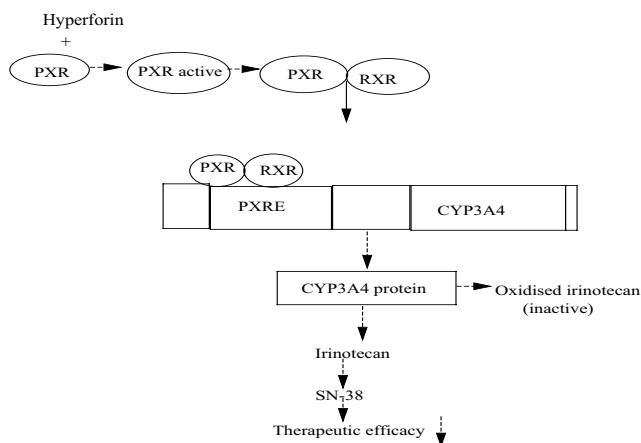 Hyperforin
+
PXR
PXR active
PXR
RXR
PXR
RXR
PXRE
CYP3A4
CYP3A4 protein
Oxidised irinotecan
(inactive)
Irinotecan
SN-38
Therapeutic efficacy